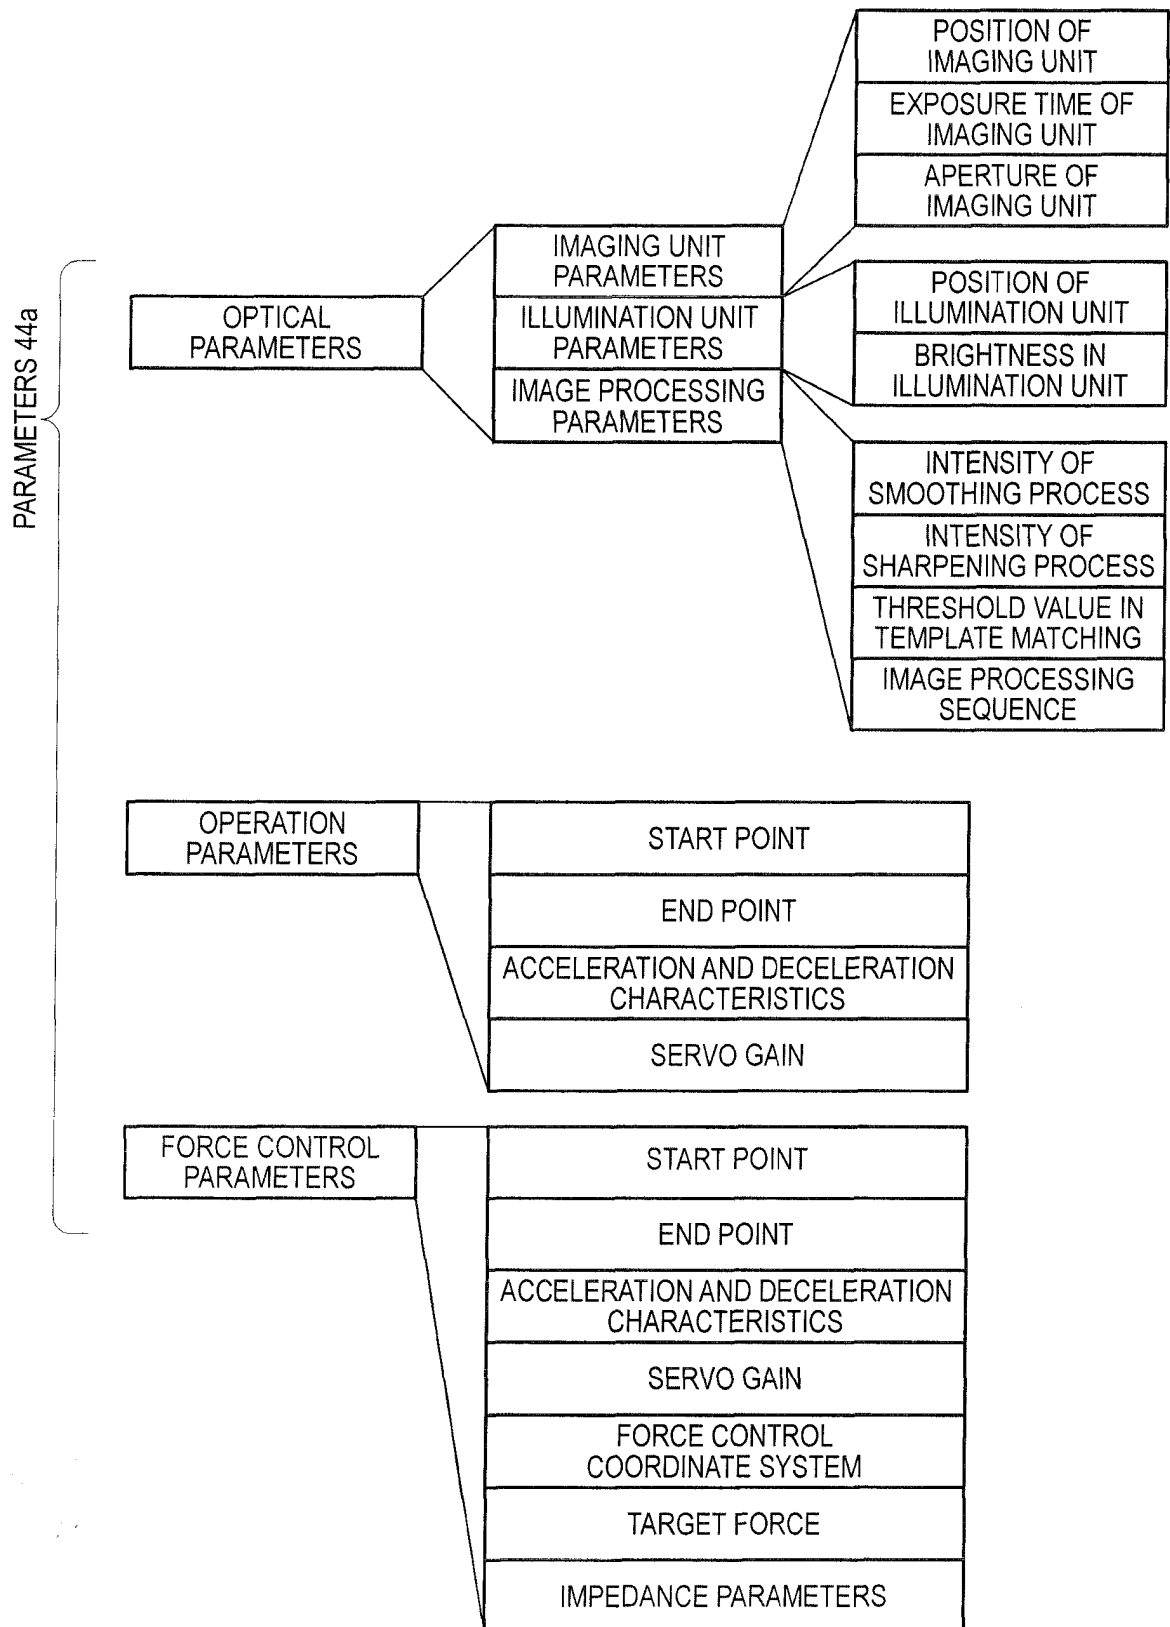 PARAMETERS 44a
OPTICAL
PARAMETERS
IMAGING UNIT
PARAMETERS
ILLUMINATION UNIT
PARAMETERS
IMAGE PROCESSING
PARAMETERS
POSITION OF
IMAGING UNIT
EXPOSURE TIME OF
IMAGING UNIT
APERTURE OF
IMAGING UNIT
POSITION OF
ILLUMINATION UNIT
BRIGHTNESS IN
ILLUMINATION UNIT
INTENSITY OF
SMOOTHING PROCESS
INTENSITY OF
SHARPENING PROCESS
THRESHOLD VALUE IN
TEMPLATE MATCHING
IMAGE PROCESSING
SEQUENCE
OPERATION
PARAMETERS
START POINT
END POINT
ACCELERATION AND DECELERATION
CHARACTERISTICS
SERVO GAIN
FORCE CONTROL
PARAMETERS
START POINT
END POINT
ACCELERATION AND DECELERATION
CHARACTERISTICS
SERVO GAIN
FORCE CONTROL
COORDINATE SYSTEM
TARGET FORCE
IMPEDANCE PARAMETERS